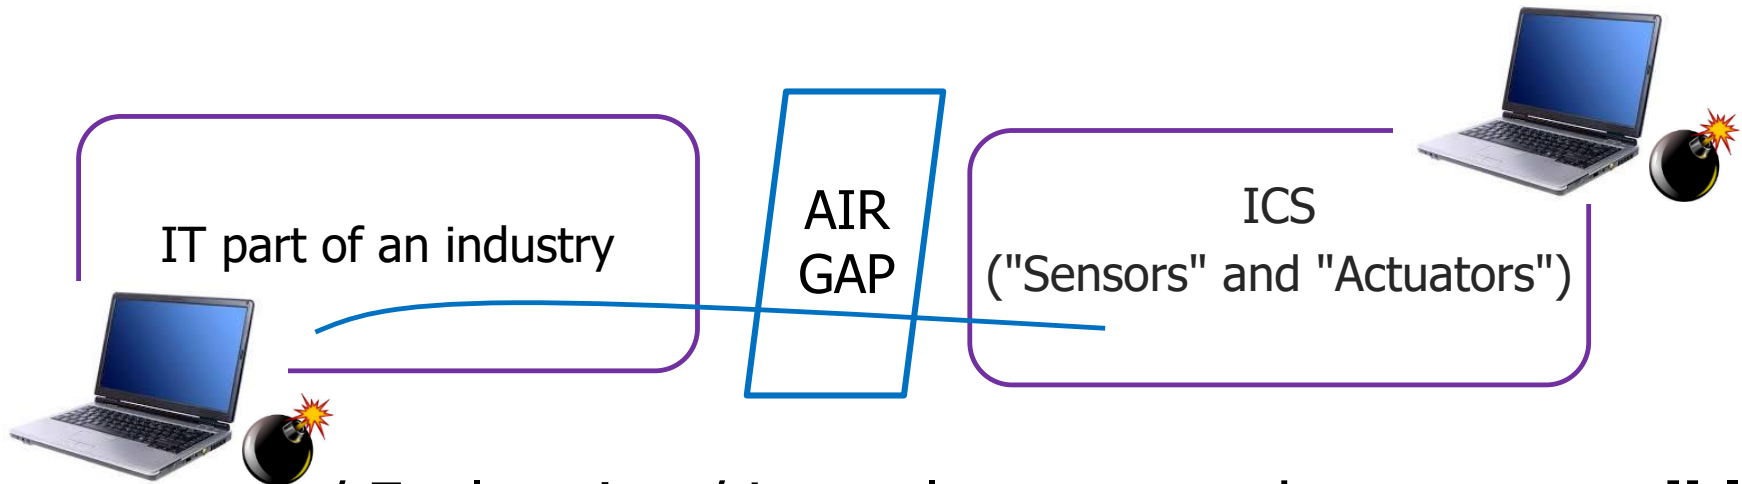 IT part of an industry
AIR
GAP
ICS
("Sensors" and "Actuators")